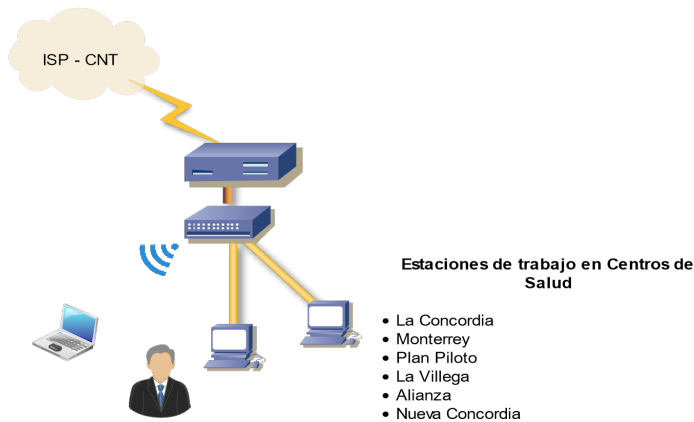 ISP - CNT
Estaciones de trabajo en Centros de
Salud
• La Concordia
• Monterrey
• Plan Piloto
• La Villega
• Alianza
• Nueva Concordia